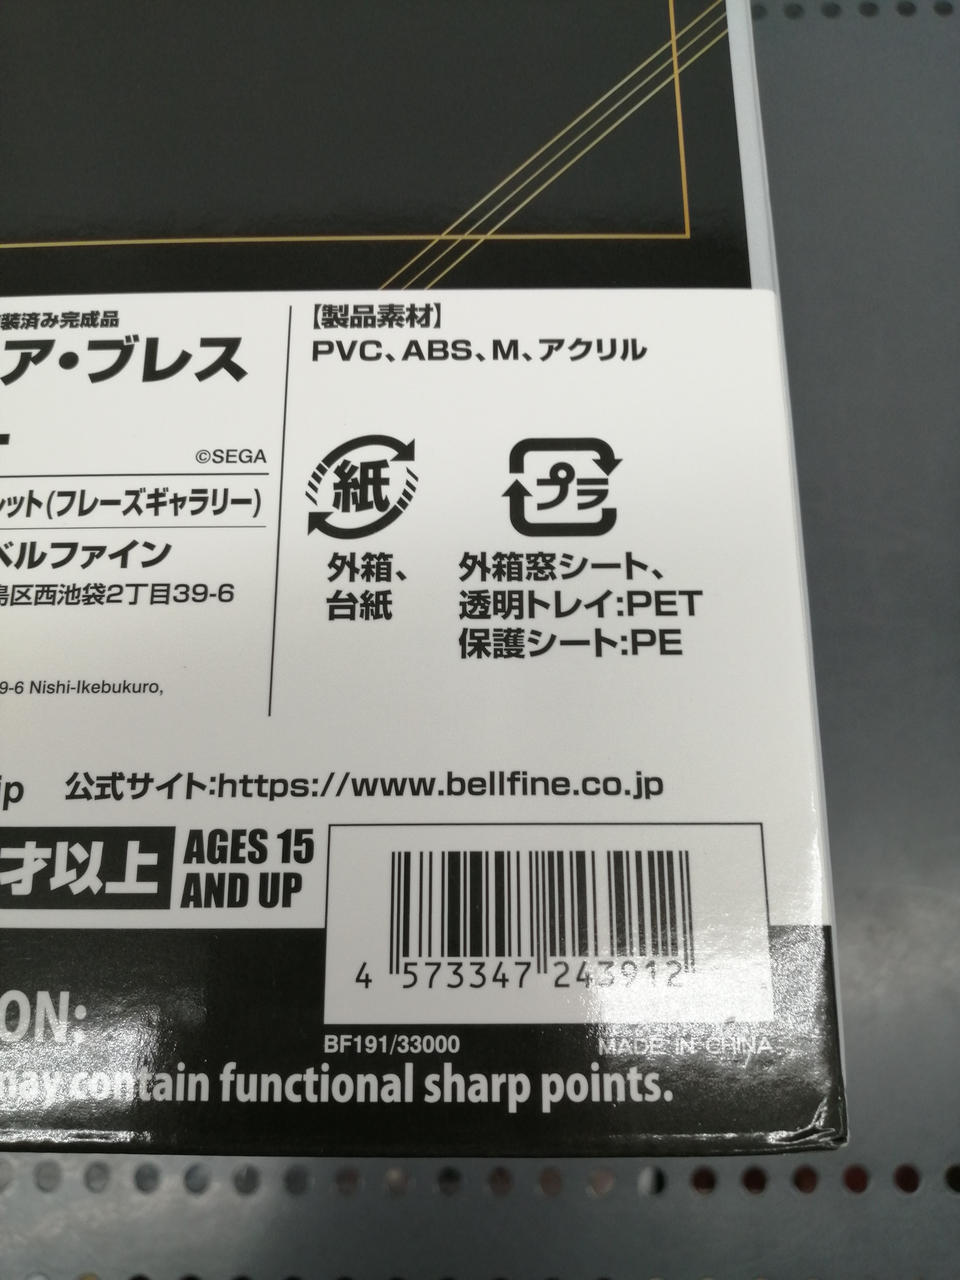 装済み完成品
ア・ブレス
ー
©SEGA
レット(フレーズギャラリー)
ベルファイン
島区西池袋2丁目39-6
9-6 Nishi-Ikebukuro,
【製品素材】
PVC、ABS、M、アクリル
紙
プラ
外箱、
台紙
外箱窓シート、
透明トレイ:PET
保護シート:PE
jp 公式サイト:https://www.bellfine.co.jp
才以上
AGES 15
AND UP
4 573347 243912
BF191/33000
MADE IN CHINA
ON:
may contain functional sharp points.